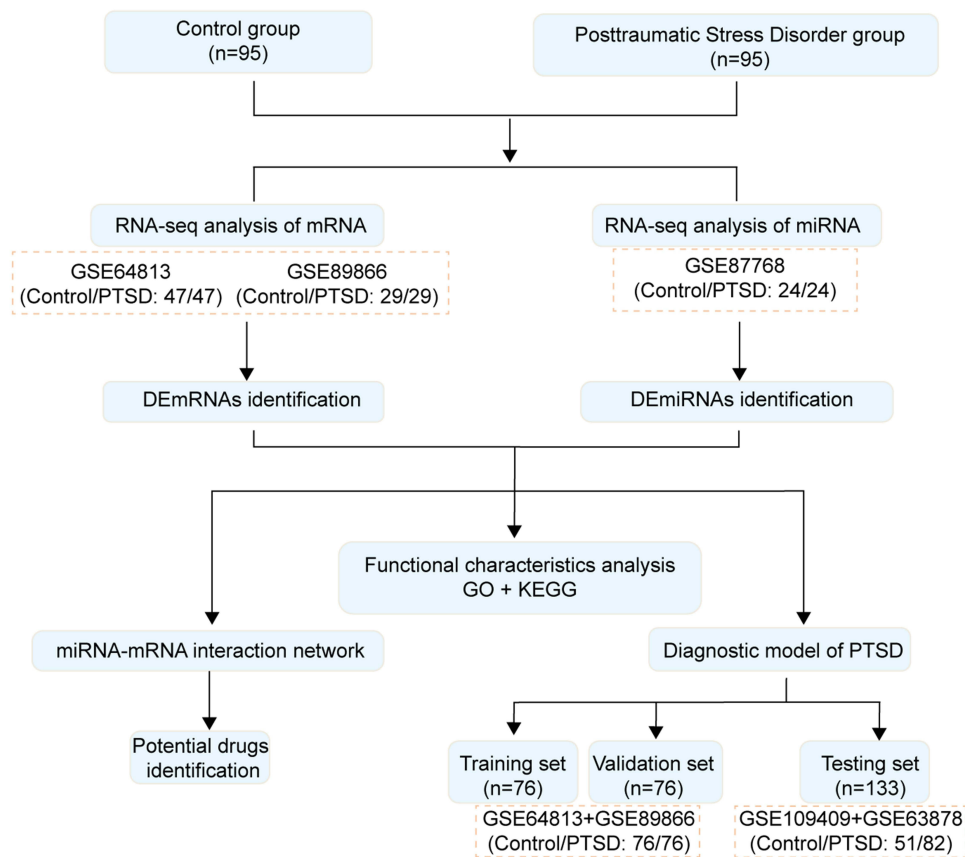 Control group
(n=95)
Posttraumatic Stress Disorder group
(n=95)
RNA-seq analysis of mRNA
RNA-seq analysis of miRNA
GSE64813
(Control/PTSD: 47/47)
GSE89866
(Control/PTSD: 29/29)
GSE87768
(Control/PTSD: 24/24)
DEmRNAs identification
DEmiRNAs identification
Functional characteristics analysis
GO + KEGG
miRNA-mRNA interaction network
Diagnostic model of PTSD
Potential drugs
identification
Training set
(n=76)
Validation set
(n=76)
Testing set
(n=133)
GSE64813+GSE89866
(Control/PTSD: 76/76)
GSE109409+GSE63878
(Control/PTSD: 51/82)